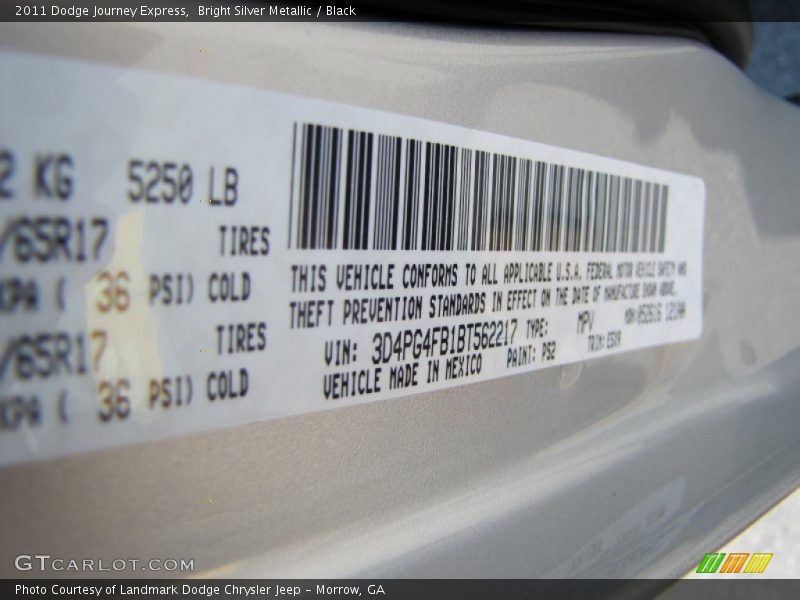 2011 Dodge Journey Express, Bright Silver Metallic / Black
2 KG 5250 LB
/65R17 TIRES
KPA ( 36 PSI) COLD
/65R17 TIRES
KPA ( 36 PSI) COLD
THIS VEHICLE CONFORMS TO ALL APPLICABLE U.S.A. FEDERAL MOTOR VEHICLE SAFETY AND
THEFT PREVENTION STANDARDS IN EFFECT ON THE DATE OF MANUFACTURE SHOWN ABOVE.
VIN: 3D4PG4FB1BT562217 TYPE: MPV
VEHICLE MADE IN MEXICO PAINT: PS2 TRIM:
GTCARLOT.COM
Photo Courtesy of Landmark Dodge Chrysler Jeep - Morrow, GA